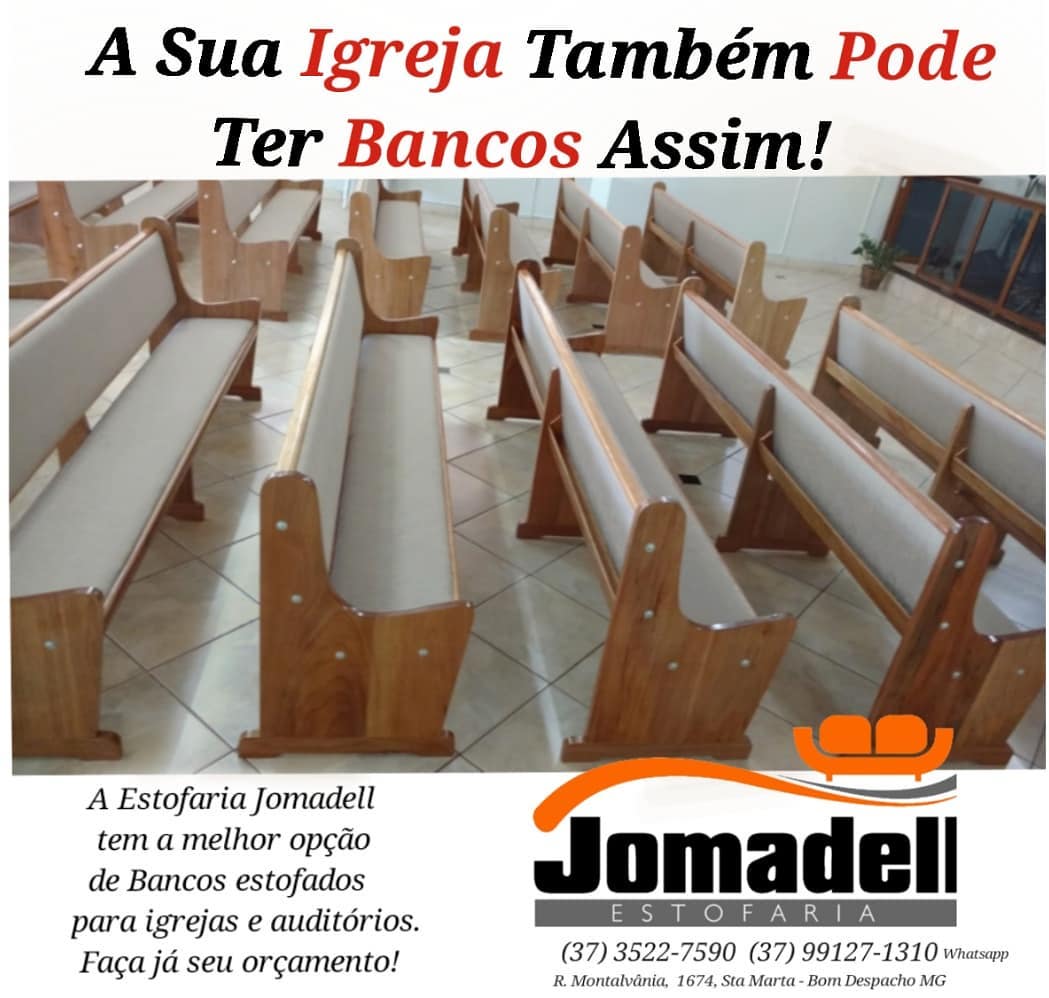 A Sua Igreja Também Pode
Ter Bancos Assim!
A Estofaria Jomadell
tem a melhor opção
de Bancos estofados
para igrejas e auditórios.
Faça já seu orçamento!
Jomadell
ESTOFARIA
(37) 3522-7590 (37) 99127-1310 Whatsapp
R. Montalvânia, 1674, Sta Marta - Bom Despacho MG